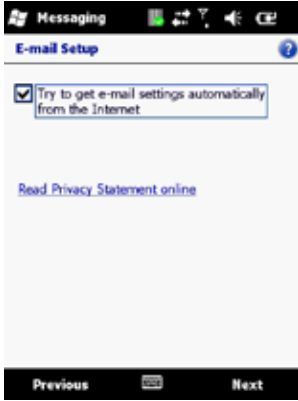 Messaging
E-mail Setup
Try to get e-mail settings automatically
from the Internet
Read Privacy Statement online
Previous
Next